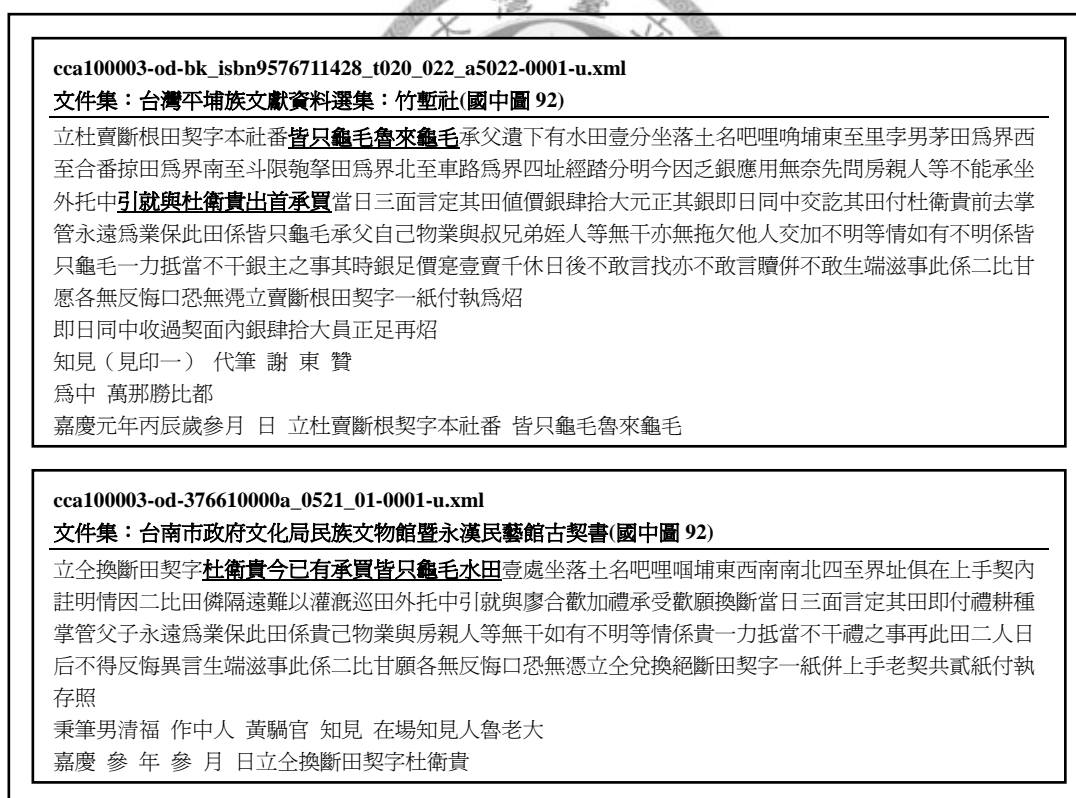 臺
大 灣
cca100003-od-bk_isbn9576711428_t020_022_a5022-0001-u.xml
文件集：台灣平埔族文獻資料選集：竹塹社(國中圖 92)
立杜賣斷根田契字本社番皆只龜毛魯來龜毛承父遺下有水田壹分坐落土名吧哩唃埔東至里孛男茅田爲界西
至合番掠田爲界南至斗限匏拏田爲界北至車路爲界四址經踏分明今因乏銀應用無奈先問房親人等不能承坐
外托中引就與杜衛貴出首承買當日三面言定其田値價銀肆拾大元正其銀即日同中交訖其田付杜衛貴前去掌
管永遠爲業保此田係皆只龜毛承父自己物業與叔兄弟姪人等無干亦無拖欠他人交加不明等情如有不明係皆
只龜毛一力抵當不干銀主之事其時銀足價寔壹賣千休日後不敢言找亦不敢言贖併不敢生端滋事此係二比甘
愿各無反悔口恐無凴立賣斷根田契字一紙付執爲炤
即日同中收過契面內銀肆拾大員正足再炤
知見（見印一） 代筆 謝 東 贊
爲中 萬那勝比都
嘉慶元年丙辰歲參月 日 立杜賣斷根契字本社番 皆只龜毛魯來龜毛
cca100003-od-376610000a_0521_01-0001-u.xml
文件集：台南市政府文化局民族文物館暨永漢民藝館古契書(國中圖 92)
立仝換斷田契字杜衛貴今已有承買皆只龜毛水田壹處坐落土名吧哩啯埔東西南南北四至界址俱在上手契內
註明情因二比田僯隔遠難以灌漑巡田外托中引就與廖合歡加禮承受歡願換斷當日三面言定其田即付禮耕種
掌管父子永遠爲業保此田係貴己物業與房親人等無干如有不明等情係貴一力抵當不干禮之事再此田二人日
后不得反悔異言生端滋事此係二比甘願各無反悔口恐無憑立仝兌換絕斷田契字一紙併上手老契共貳紙付執
存照
秉筆男清福 作中人 黃騧官 知見 在場知見人魯老大
嘉慶 參 年 參 月 日立仝換斷田契字杜衛貴